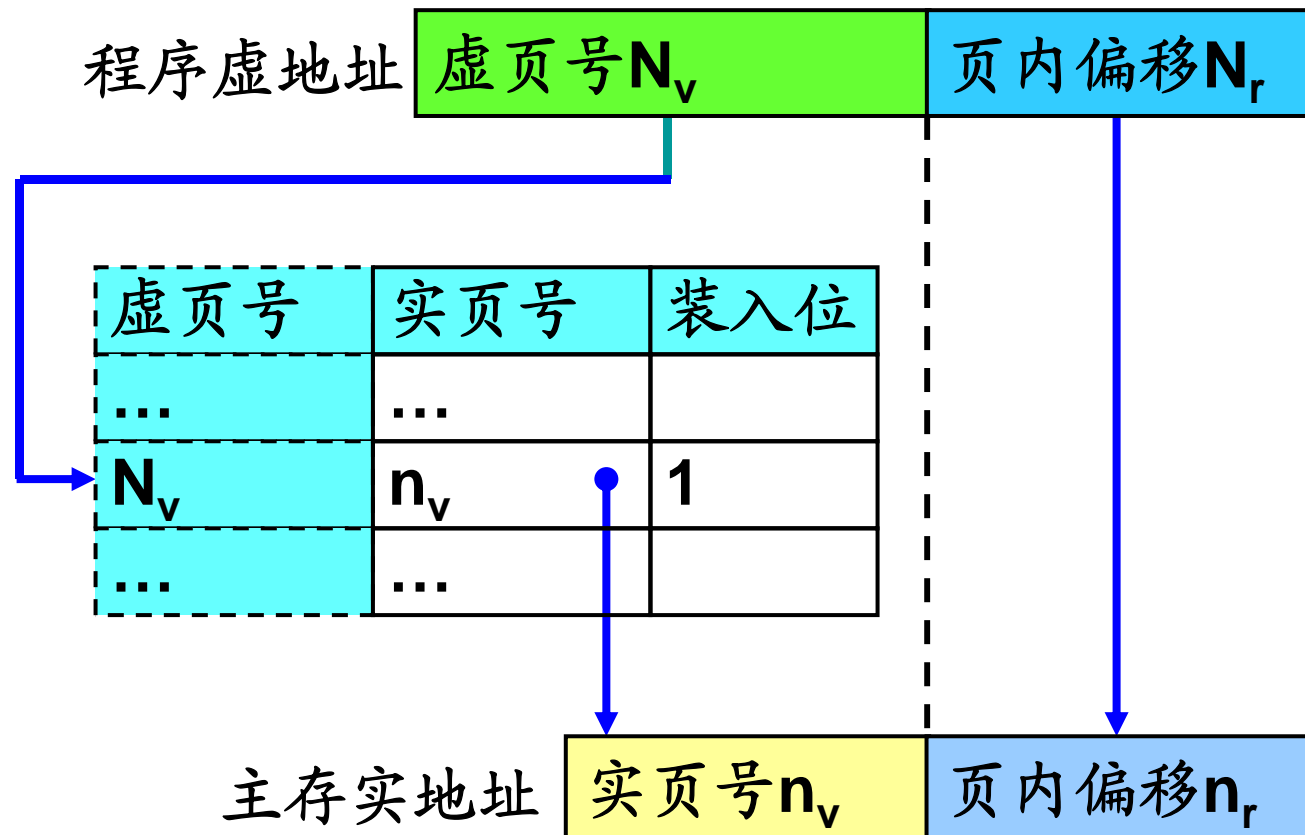 程序虚地址 虚页号Nv 页内偏移Nr
虚页号 实页号 装入位
... ...
Nv nv 1
... ...
主存实地址 实页号nv 页内偏移nr